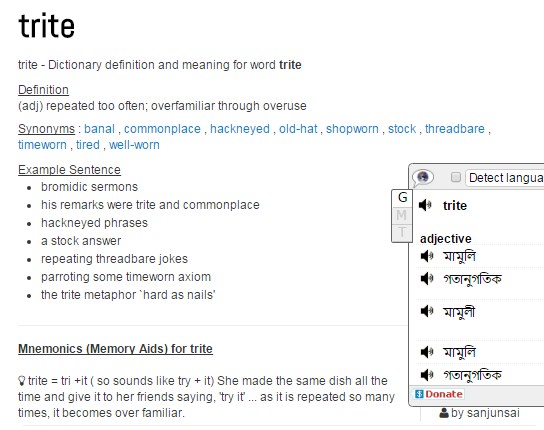 trite
trite - Dictionary definition and meaning for word trite
Definition
(adj) repeated too often; overfamiliar through overuse
Synonyms : banal , commonplace , hackneyed , old-hat , shopworn , stock , threadbare ,
timeworn , tired , well-worn
Example Sentence
bromidic sermons
his remarks were trite and commonplace
hackneyed phrases
a stock answer
repeating threadbare jokes
parroting some timeworn axiom
the trite metaphor `hard as nails'
Mnemonics (Memory Aids) for trite
trite = tri +it ( so sounds like try + it) She made the same dish all the
time and give it to her friends saying, 'try it' ... as it is repeated so many
times, it becomes over familiar.
Detect langua
G
M
T
trite
adjective
মামুলি
গতানুগতিক
মামুলী
মামুলি
গতানুগতিক
$ Donate
by sanjunsai